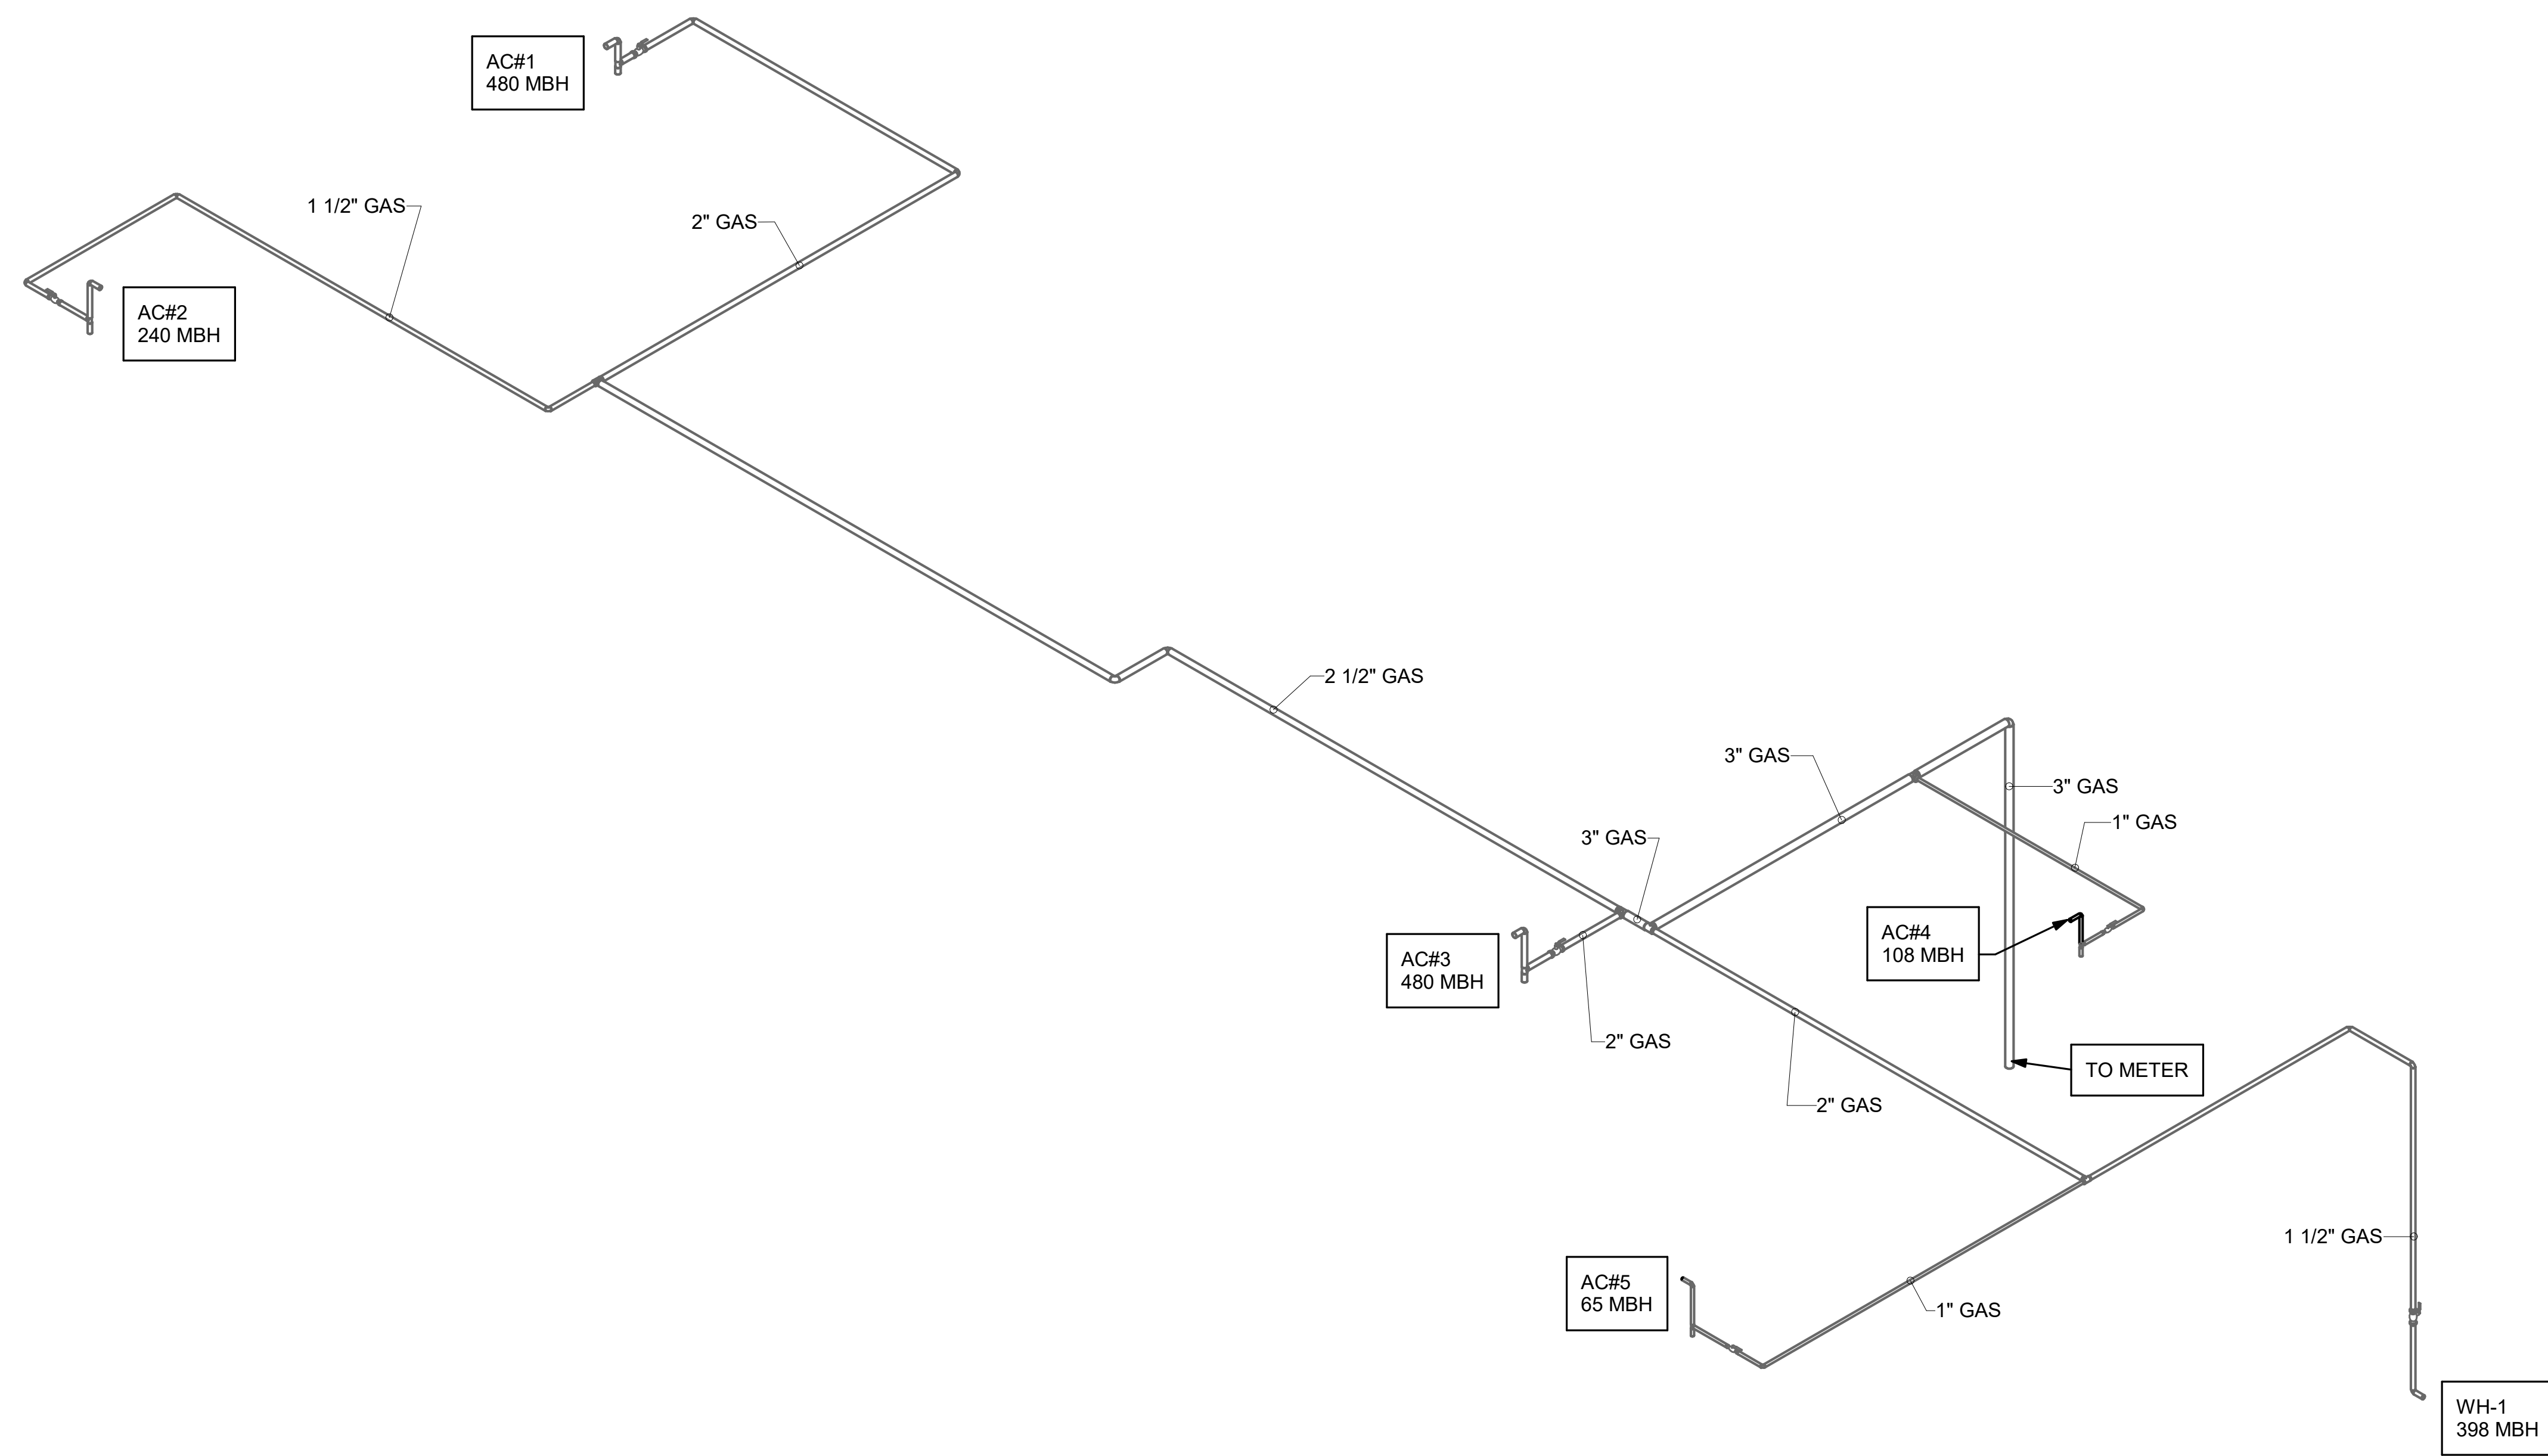 AC#1
480 MBH
1 1/2" GAS
2" GAS
AC#2
240 MBH
2 1/2" GAS
3" GAS
3" GAS
1" GAS
3" GAS
AC#4
108 MBH
AC#3
480 MBH
2" GAS
TO METER
2" GAS
1 1/2" GAS
AC#5
65 MBH
1" GAS
WH-1
398 MBH